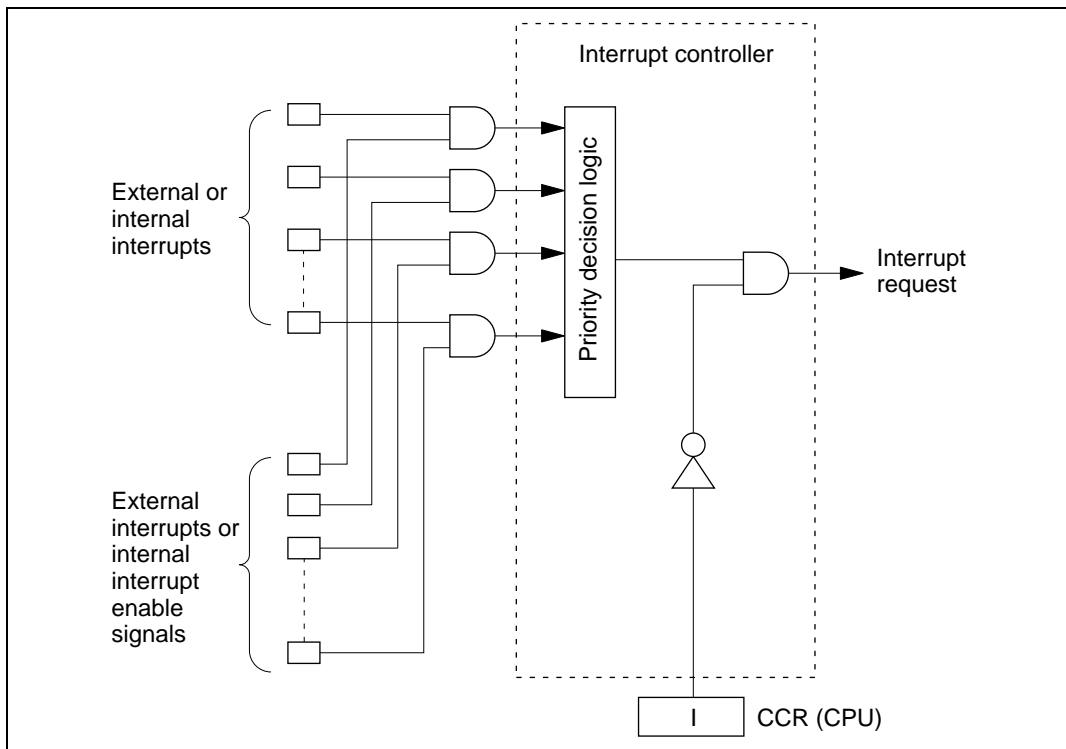 Interrupt controller
External or
internal
interrupts
Priority decision logic
Interrupt
request
External
interrupts or
internal
interrupt
enable
signals
I
CCR (CPU)